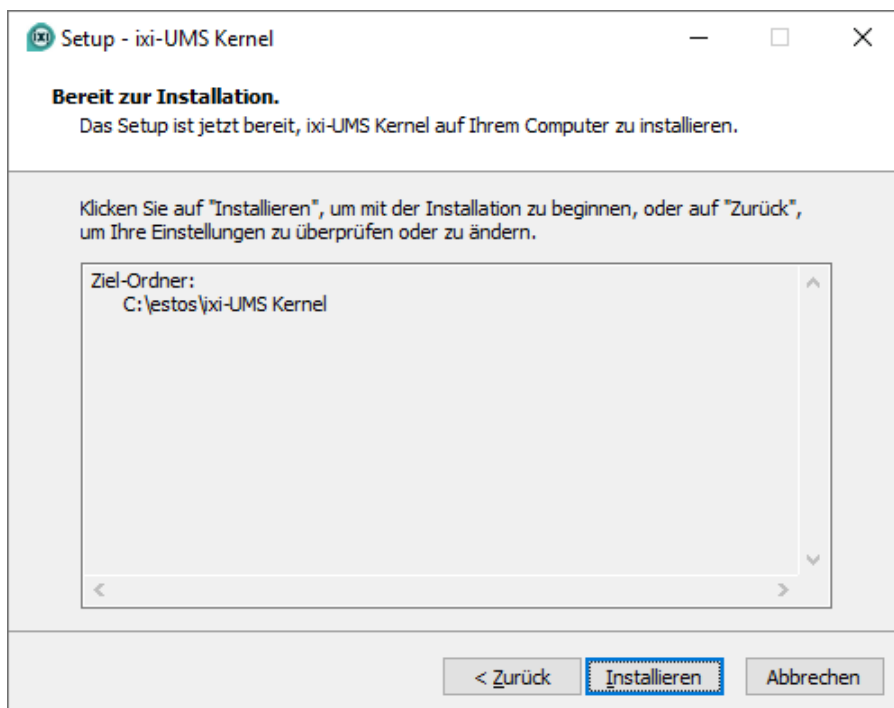 Setup - ixi-UMS Kernel
Bereit zur Installation.
Das Setup ist jetzt bereit, ixi-UMS Kernel auf Ihrem Computer zu installieren.
Klicken Sie auf "Installieren", um mit der Installation zu beginnen, oder auf "Zurück",
um Ihre Einstellungen zu überprüfen oder zu ändern.
Ziel-Ordner:
C:\estos\ixi-UMS Kernel
< Zurück Installieren Abbrechen